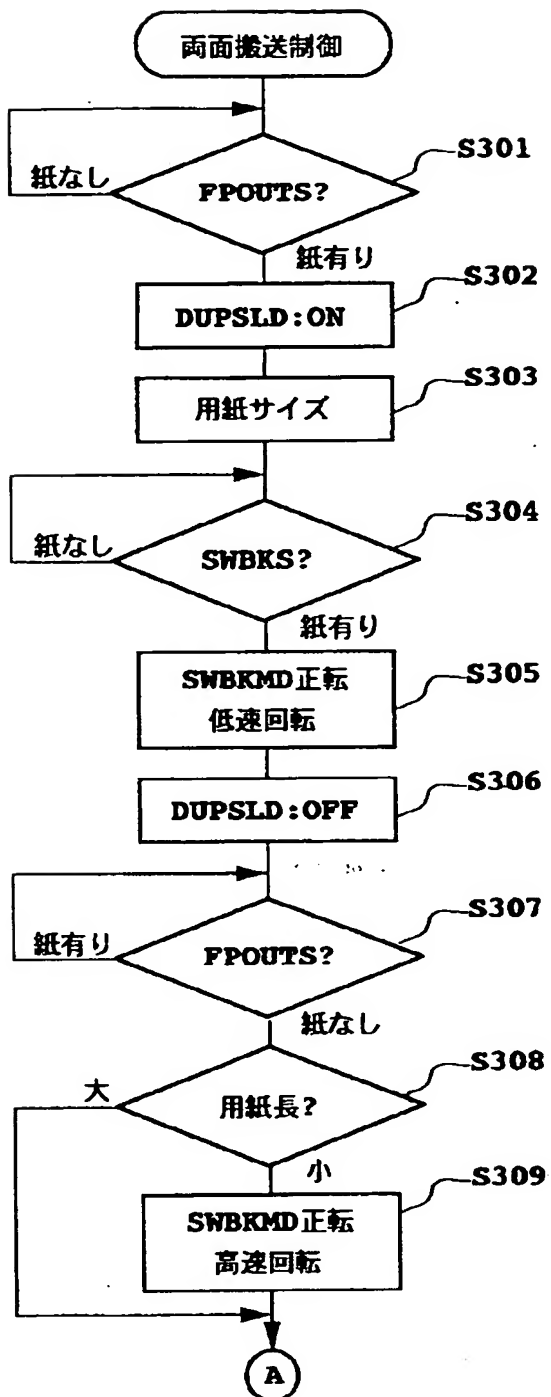 両面搬送制御
S301
紙なし
FPOUTS?
紙有り
S302
DUPSLD:ON
S303
用紙サイズ
S304
紙なし
SWBKS?
紙有り
S305
SWBKMD正転
低速回転
S306
DUPSLD:OFF
S307
紙有り
FPOUTS?
紙なし
S308
大
用紙長?
小
S309
SWBKMD正転
高速回転
A